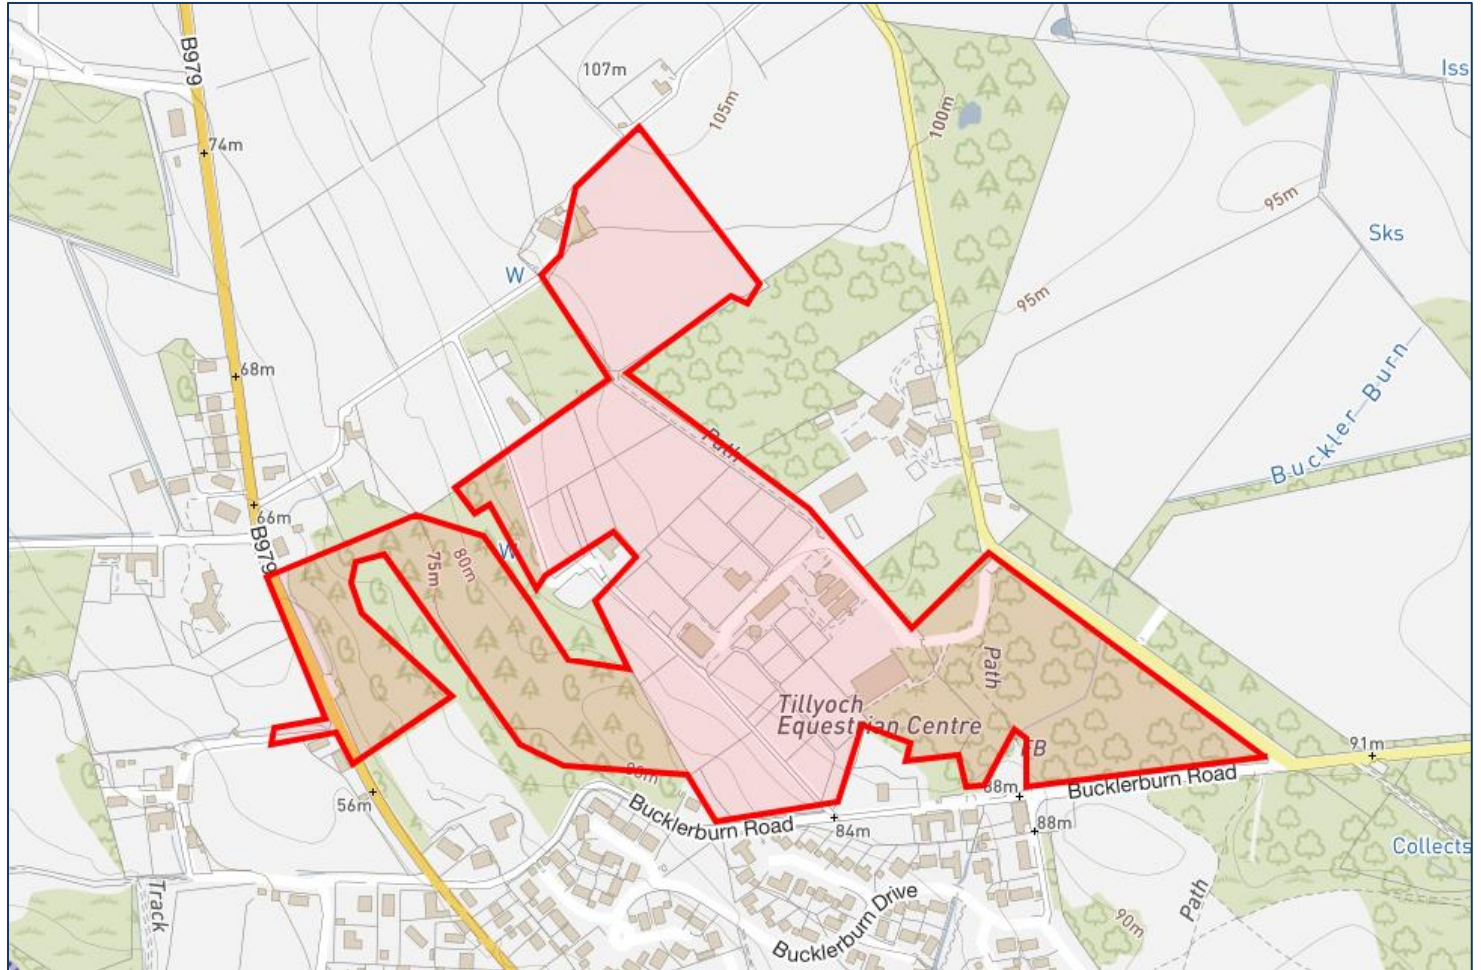 B979
107m
Iss
105m
100m
74m
95m
Sks
W
95m
68m
Buckler Burn
Path
66m
B979
W
75m
80m
Path
Tillyoch
Equestrian Centre
FB
91m
88m
Bucklerburn Road
56m
Bucklerburn Road
84m
88m
Collects
Track
Path
Bucklerburn Drive
90m